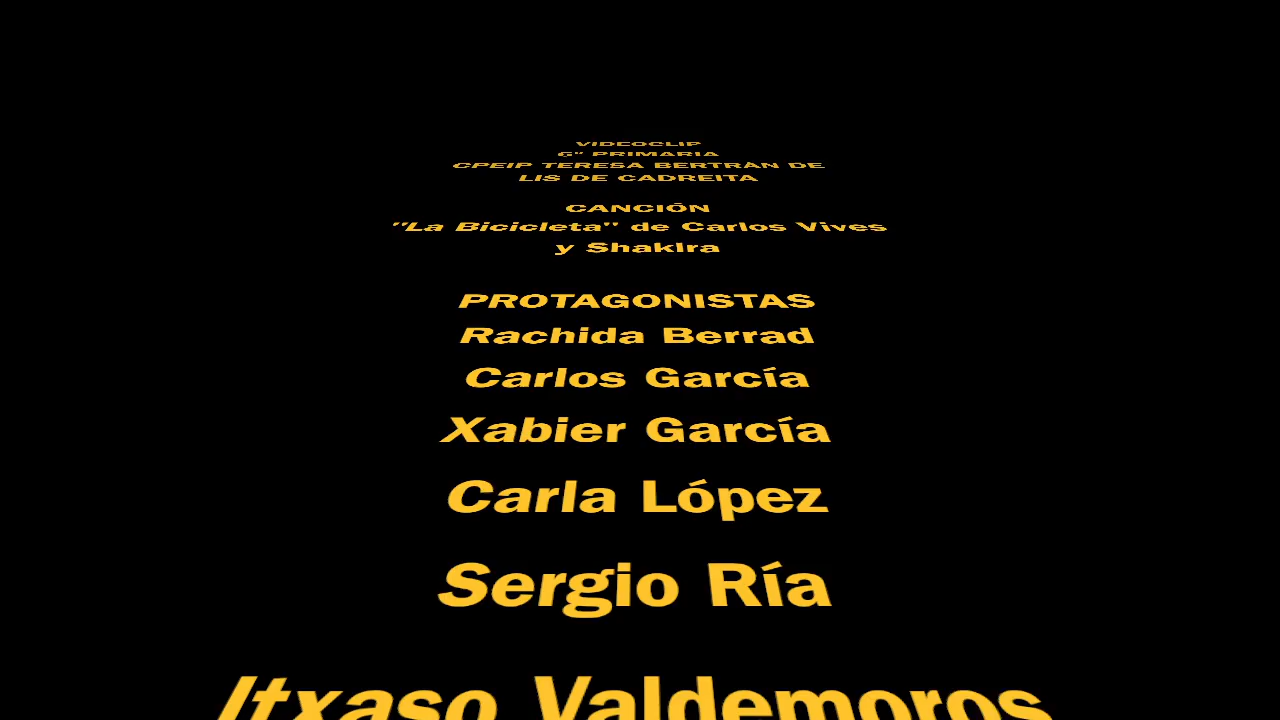 VIDEOCLIP
6º PRIMARIA
CPEIP TERESA BERTRÁN DE
LIS DE CADREITA
CANCIÓN
"La Bicicleta" de Carlos Vives
y ShakIra
PROTAGONISTAS
Rachida Berrad
Carlos García
Xabier García
Carla López
Sergio Ría
Itxaso Valdemoros